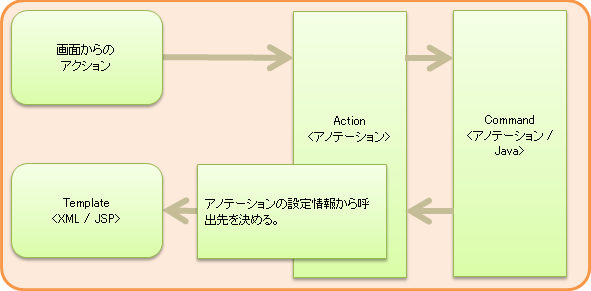 画面からの
アクション
Action
<アノテーション>
Command
<アノテーション /
Java>
Template
<XML / JSP>
アノテーションの設定情報から呼
出先を決める。